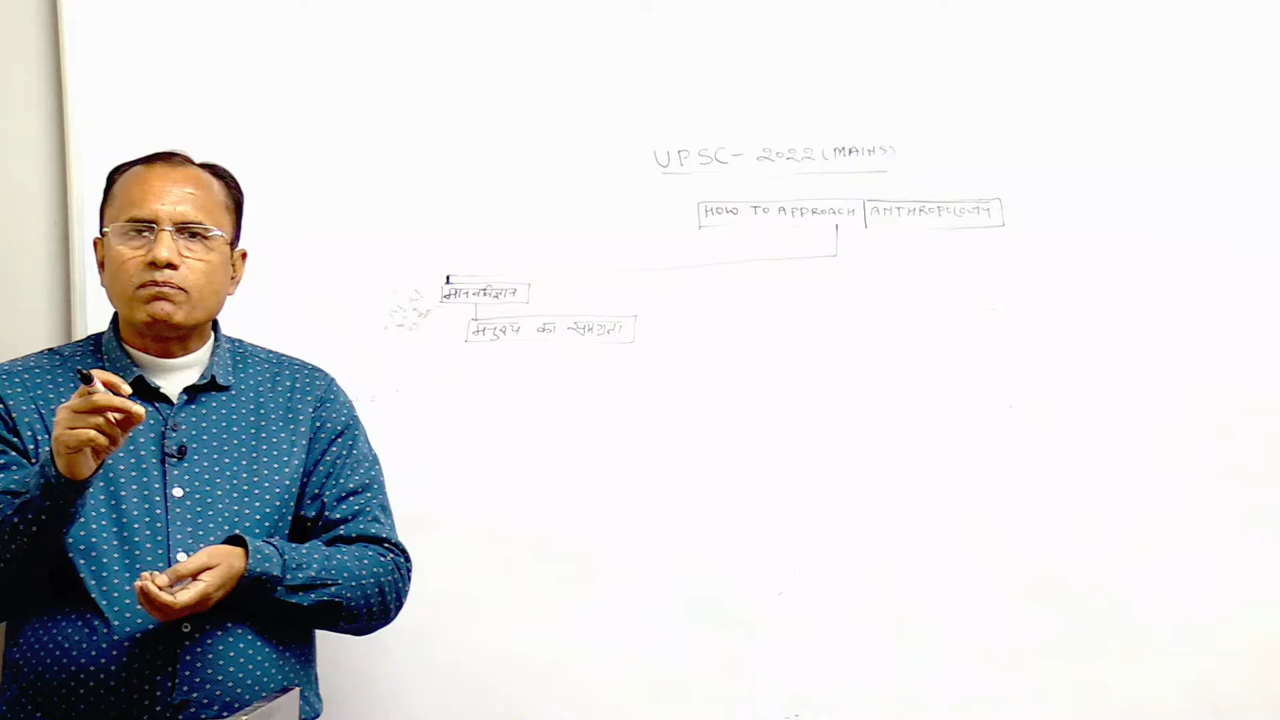 UPSC- 2022 (MAINS)
HOW TO APPROACH ANTHROPOLOGY
मानवविज्ञान
मनुष्य का समग्रता